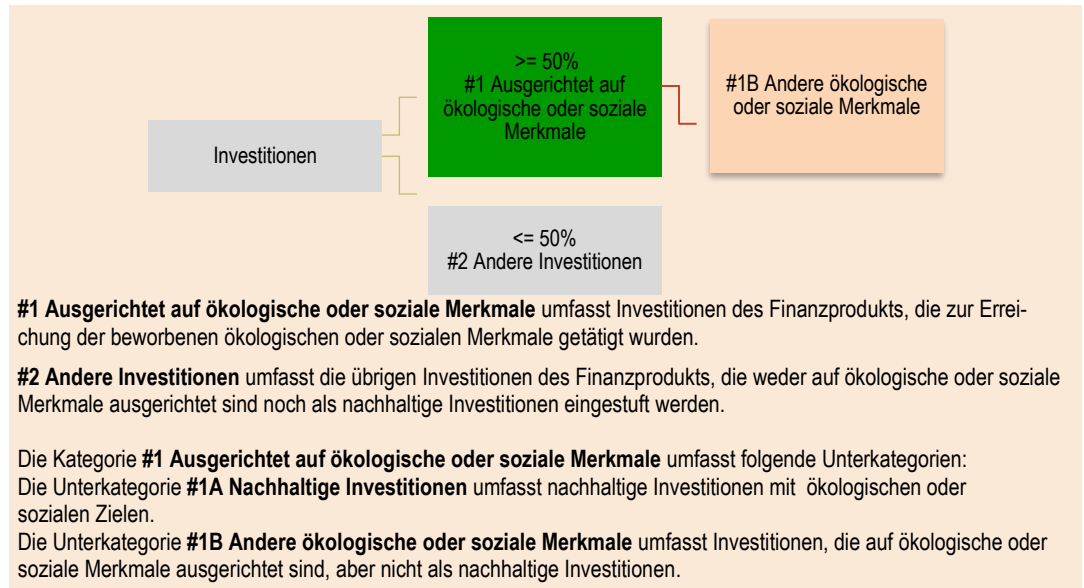 >= 50%
#1 Ausgerichtet auf
ökologische oder soziale
Merkmale
#1B Andere ökologische
oder soziale Merkmale
Investitionen
<= 50%
#2 Andere Investitionen
#1 Ausgerichtet auf ökologische oder soziale Merkmale umfasst Investitionen des Finanzprodukts, die zur Errei-
chung der beworbenen ökologischen oder sozialen Merkmale getätigt wurden.
#2 Andere Investitionen umfasst die übrigen Investitionen des Finanzprodukts, die weder auf ökologische oder soziale
Merkmale ausgerichtet sind noch als nachhaltige Investitionen eingestuft werden.
Die Kategorie #1 Ausgerichtet auf ökologische oder soziale Merkmale umfasst folgende Unterkategorien:
Die Unterkategorie #1A Nachhaltige Investitionen umfasst nachhaltige Investitionen mit ökologischen oder
sozialen Zielen.
Die Unterkategorie #1B Andere ökologische oder soziale Merkmale umfasst Investitionen, die auf ökologische oder
soziale Merkmale ausgerichtet sind, aber nicht als nachhaltige Investitionen.